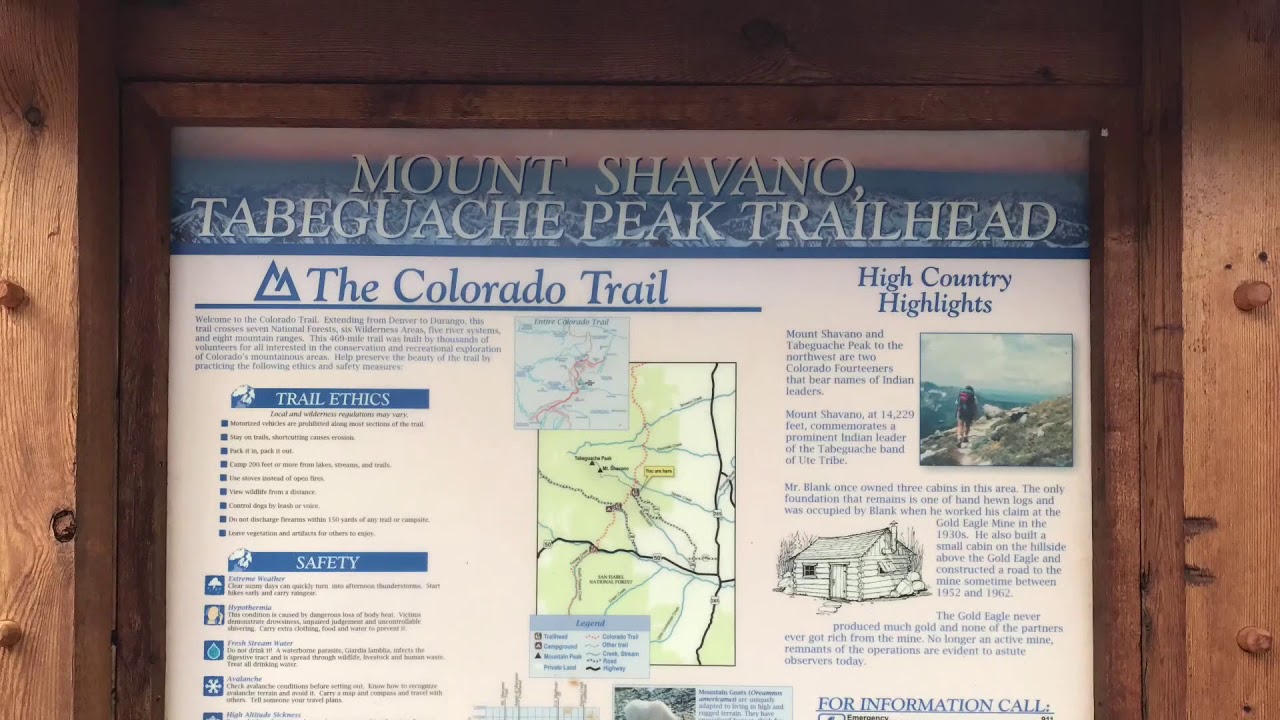 MOUNT SHAVANO,
TABEGUACHE PEAK TRAILHEAD
The Colorado Trail
Welcome to the Colorado Trail. Extending from Denver to Durango, this
trail crosses seven National Forests, six Wilderness Areas, five river systems,
and eight mountain ranges. This 469-mile trail was built by thousands of
volunteers for all interested in the conservation and recreational exploration
of Colorado's mountainous areas. Help preserve the beauty of the trail by
practicing the following ethics and safety measures:
TRAIL ETHICS
Local and wilderness regulations may vary.
Motorized vehicles are prohibited along most sections of the trail.
Stay on trails, shortcutting causes erosion.
Pack it in, pack it out.
Camp 200 feet or more from lakes, streams, and trails.
Use stoves instead of open fires.
View wildlife from a distance.
Control dogs by leash or voice.
Do not discharge firearms within 150 yards of any trail or campsite.
Leave vegetation and artifacts for others to enjoy.
SAFETY
Extreme Weather
Clear sunny days can quickly turn into afternoon thunderstorms. Start
hikes early and carry raingear.
Hypothermia
This condition is caused by dangerous loss of body heat. Victims
demonstrate drowsiness, impaired judgement and uncontrollable
shivering. Carry extra clothing, food and water to prevent it.
Fresh Stream Water
Do not drink it! A waterborne parasite, Giardia lamblia, infects the
digestive tract and is spread through wildlife, livestock and human waste.
Treat all drinking water.
Avalanche
Check avalanche conditions before setting out. Know how to recognize
avalanche terrain and avoid it. Carry a map and compass and travel with
others. Tell someone your travel plans.
High Altitude Sickness
Entire Colorado Trail
Tabeguache Peak
Mt. Shavano
You are here
285
50
50
285
SAN ISABEL
NATIONAL FOREST
Legend
Trailhead
Campground
Mountain Peak
Private Land
Colorado Trail
Other trail
Creek, Stream
Road
Highway
Mountain Goats (Oreamnos
americanus) are uniquely
adapted to living in high and
rugged terrain. They have
High Country
Highlights
Mount Shavano and
Tabeguache Peak to the
northwest are two
Colorado Fourteeners
that bear names of Indian
leaders.
Mount Shavano, at 14,229
feet, commemorates a
prominent Indian leader
of the Tabeguache band
of Ute Tribe.
Mr. Blank once owned three cabins in this area. The only
foundation that remains is one of hand hewn logs and
was occupied by Blank when he worked his claim at the
Gold Eagle Mine in the
1930s. He also built a
small cabin on the hillside
above the Gold Eagle and
constructed a road to the
mine sometime between
1952 and 1962.
The Gold Eagle never
produced much gold and none of the partners
ever got rich from the mine. No longer an active mine,
remnants of the operations are evident to astute
observers today.
FOR INFORMATION CALL:
Emergency 911